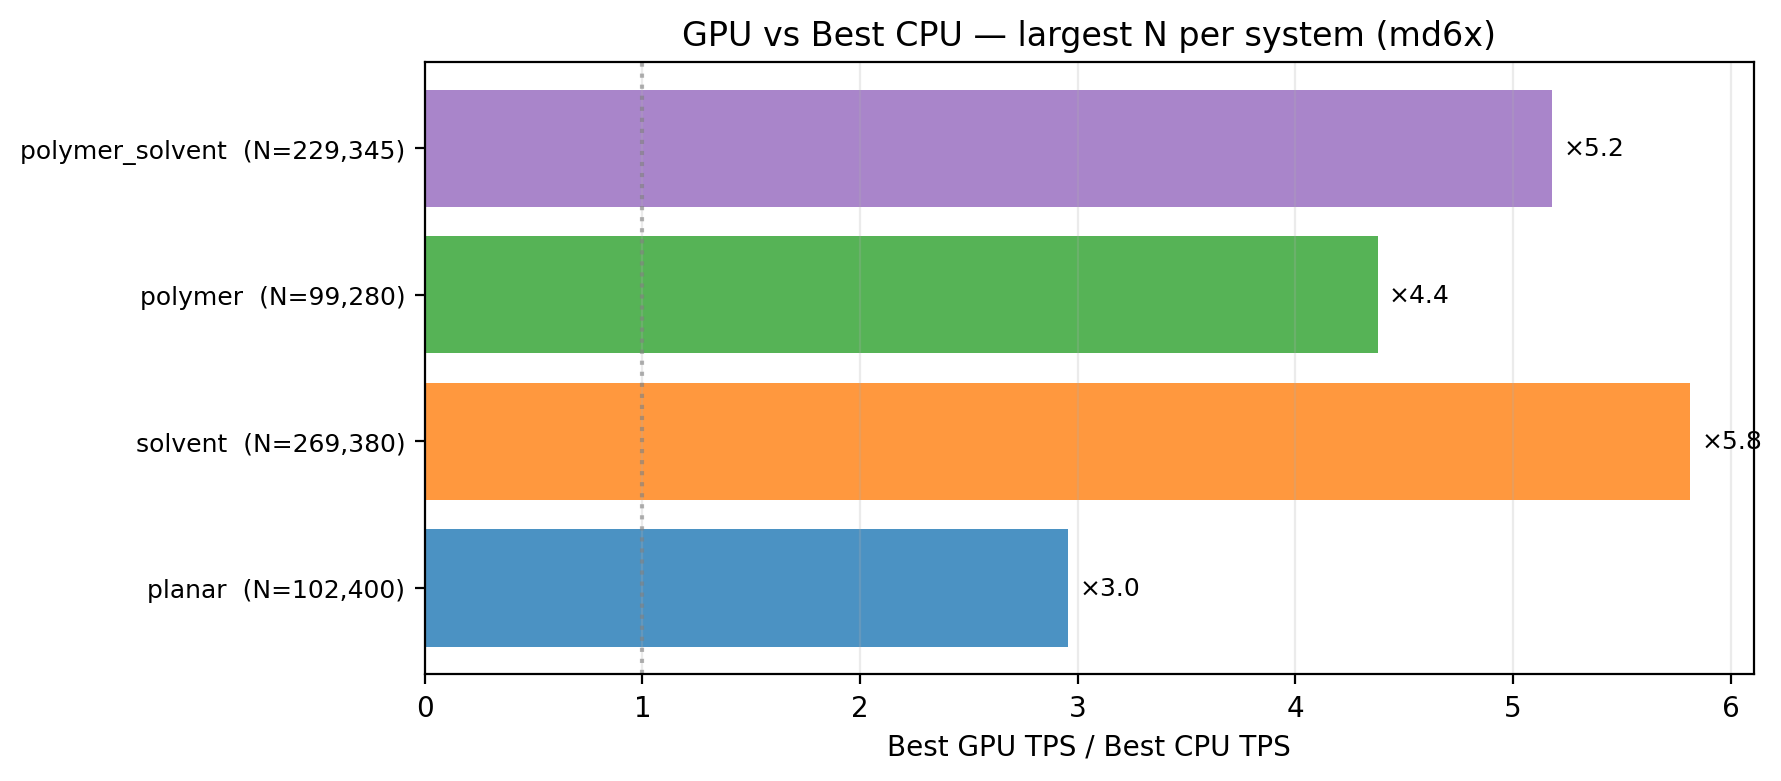 GPU vs Best CPU — largest N per system (md6x)
polymer_solvent (N=229,345)
×5.2
polymer (N=99,280)
×4.4
solvent (N=269,380)
×5.8
planar (N=102,400)
×3.0
0 1 2 3 4 5 6
Best GPU TPS / Best CPU TPS